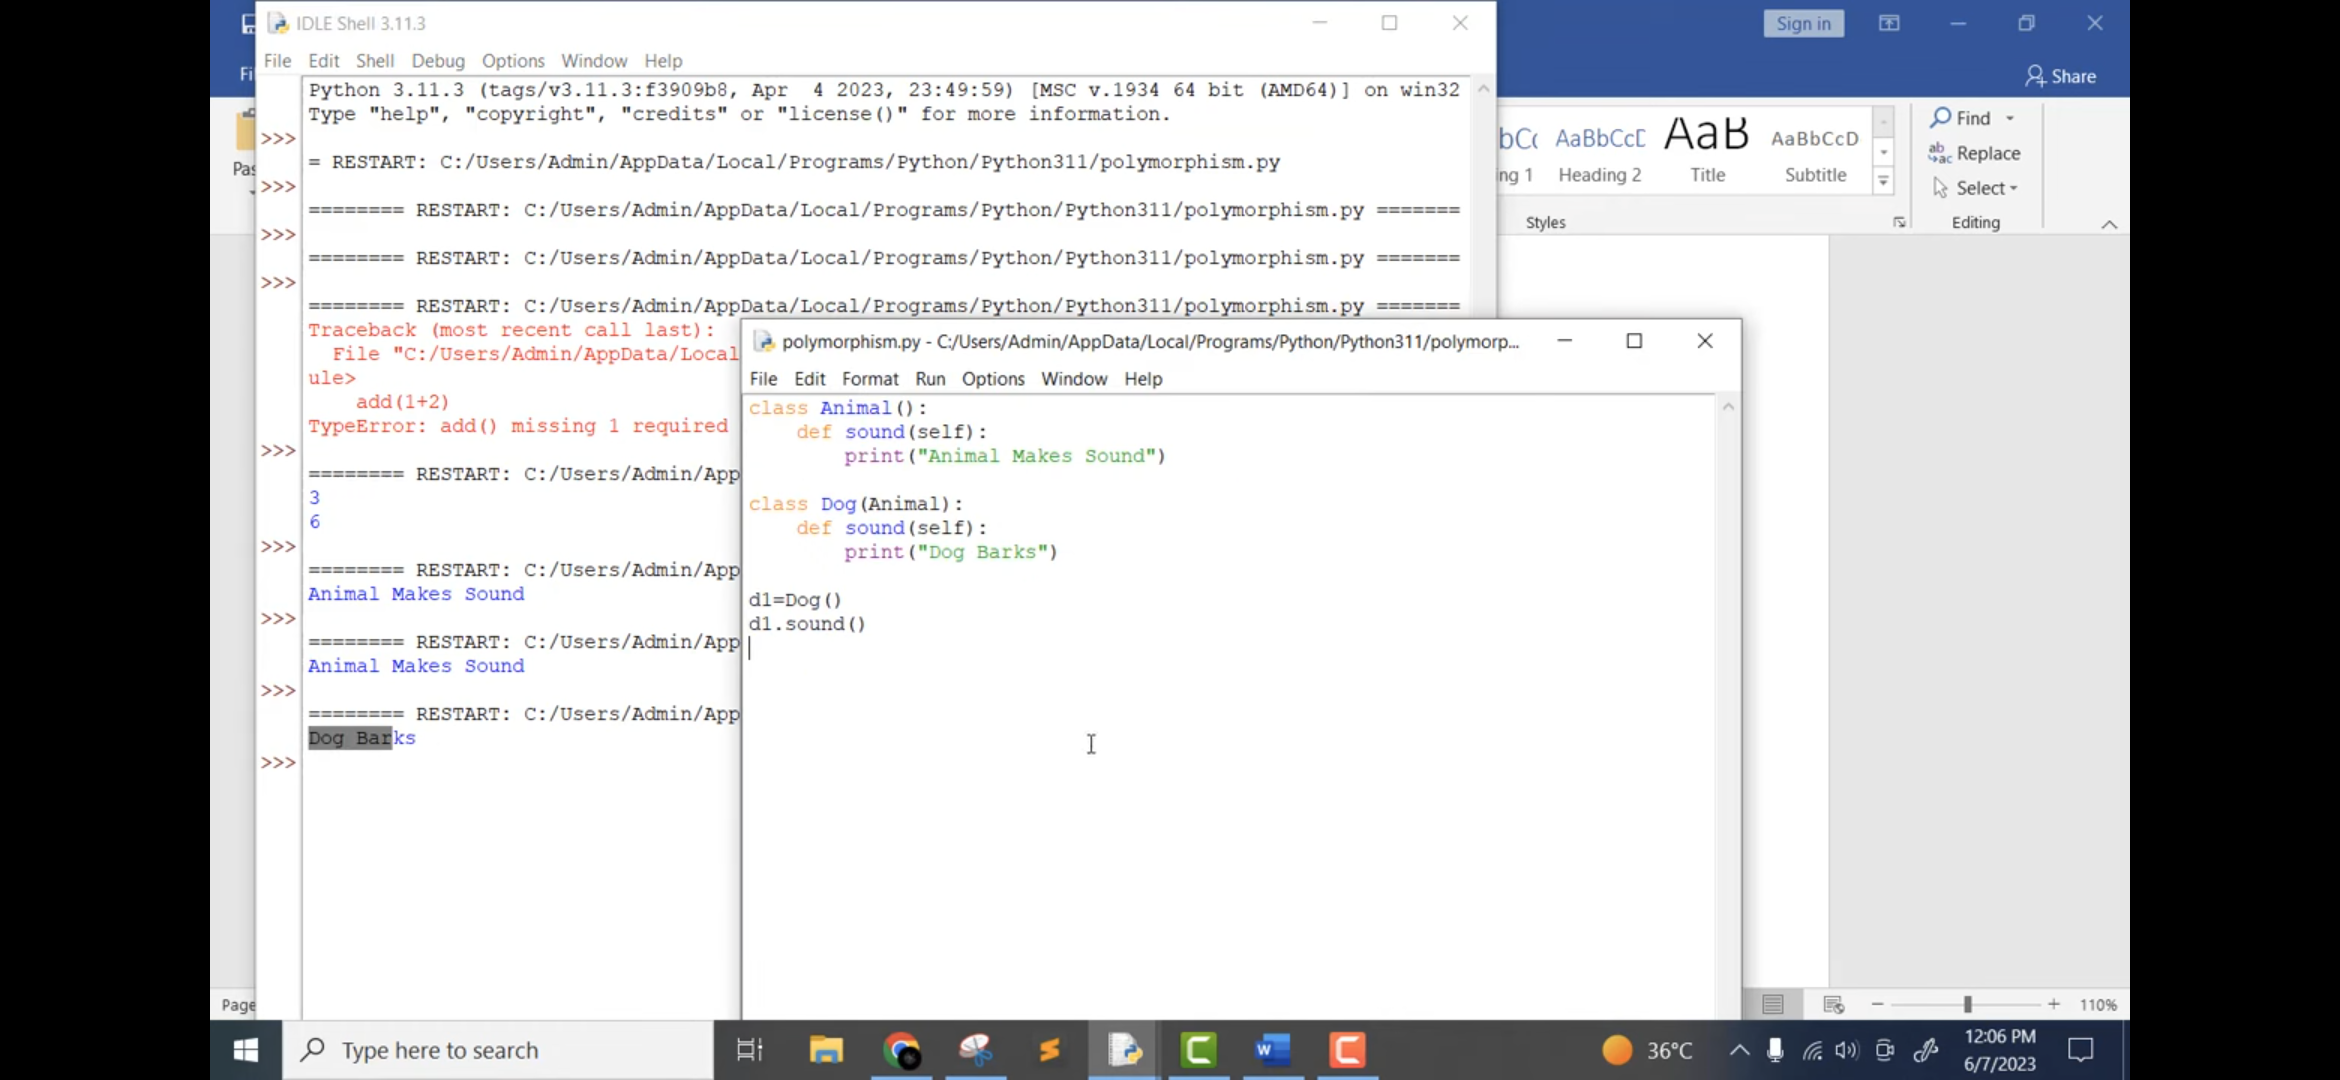 IDLE Shell 3.11.3
File Edit Shell Debug Options Window Help
Python 3.11.3 (tags/v3.11.3:f3909b8, Apr  4 2023, 23:49:59) [MSC v.1934 64 bit (AMD64)] on win32
Type "help", "copyright", "credits" or "license()" for more information.
>>>
= RESTART: C:/Users/Admin/AppData/Local/Programs/Python/Python311/polymorphism.py
>>>
======== RESTART: C:/Users/Admin/AppData/Local/Programs/Python/Python311/polymorphism.py =======
>>>
======== RESTART: C:/Users/Admin/AppData/Local/Programs/Python/Python311/polymorphism.py =======
>>>
======== RESTART: C:/Users/Admin/AppData/Local/Programs/Python/Python311/polymorphism.py =======
Traceback (most recent call last):
  File "C:/Users/Admin/AppData/Local
ule>
    add(1+2)
TypeError: add() missing 1 required
>>>
======== RESTART: C:/Users/Admin/App
3
6
>>>
======== RESTART: C:/Users/Admin/App
Animal Makes Sound
>>>
======== RESTART: C:/Users/Admin/App
Animal Makes Sound
>>>
======== RESTART: C:/Users/Admin/App
Dog Barks
>>>
polymorphism.py - C:/Users/Admin/AppData/Local/Programs/Python/Python311/polymorp...
File Edit Format Run Options Window Help
class Animal():
    def sound(self):
        print("Animal Makes Sound")
class Dog(Animal):
    def sound(self):
        print("Dog Barks")
d1=Dog()
d1.sound()
Sign in
Share
AaBbCcD AaB AaBbCcD
ing 1 Heading 2 Title Subtitle
Styles
Find
Replace
Select
Editing
Fi
Pas
Page
110%
Type here to search
36°C
12:06 PM
6/7/2023